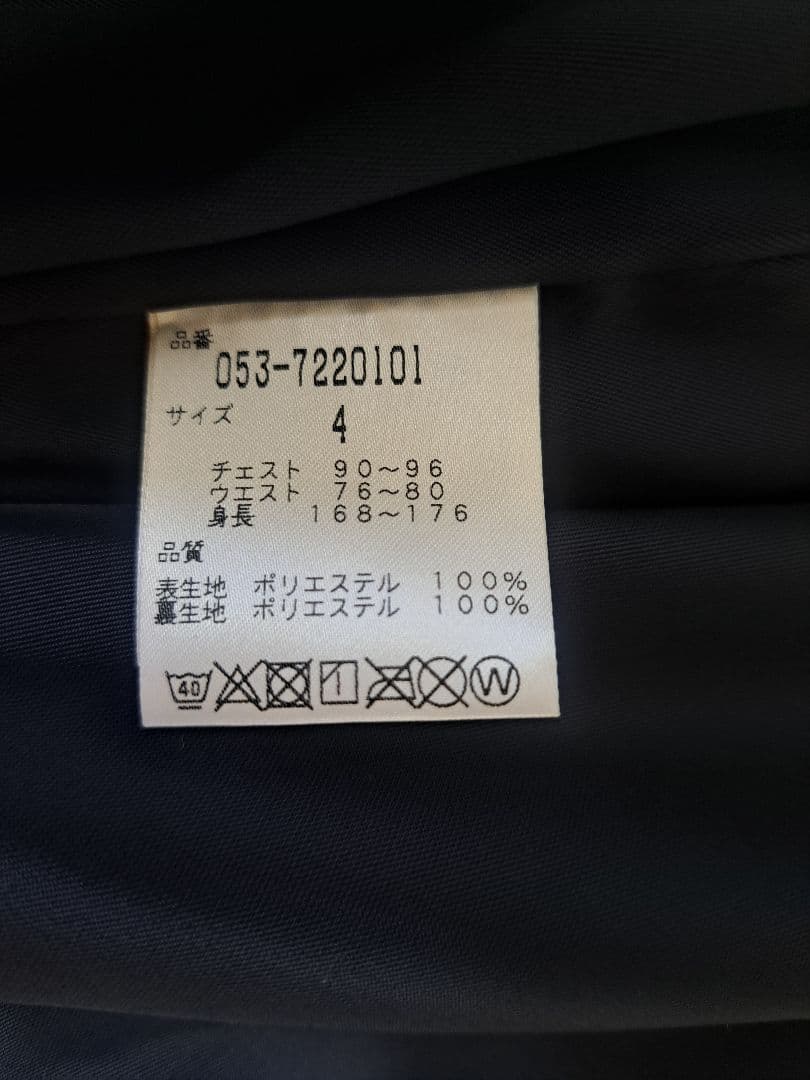 品番
053-7220101
サイズ 4
チェスト 90～96
ウエスト 76～80
身長 168～176
品質
表生地 ポリエステル 100%
裏生地 ポリエステル 100%
40 W